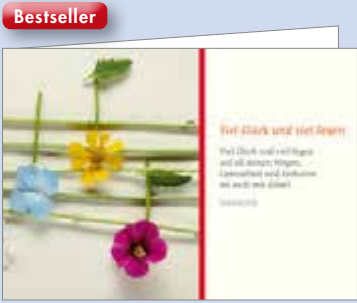 Bestseller
Viel Glück und viel Segen
Viel Glück und viel Segen
auf all deinen Wegen,
Gesundheit und Frohsinn
sei auch mit dabei!